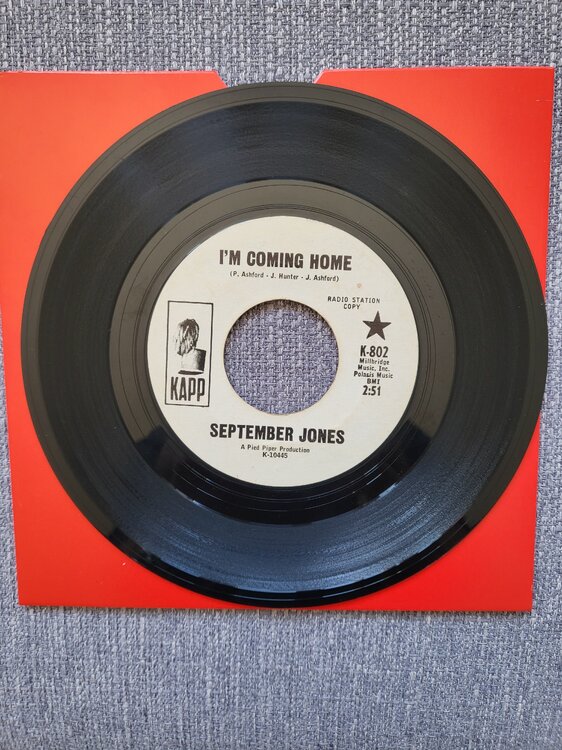 I'M COMING HOME
(P. Ashford - J. Hunter - J. Ashford)
RADIO STATION
COPY
K-802
Millbridge
Music, Inc.
Polaris Music
BMI
2:51
KAPP
SEPTEMBER JONES
A Pied Piper Production
K-10445